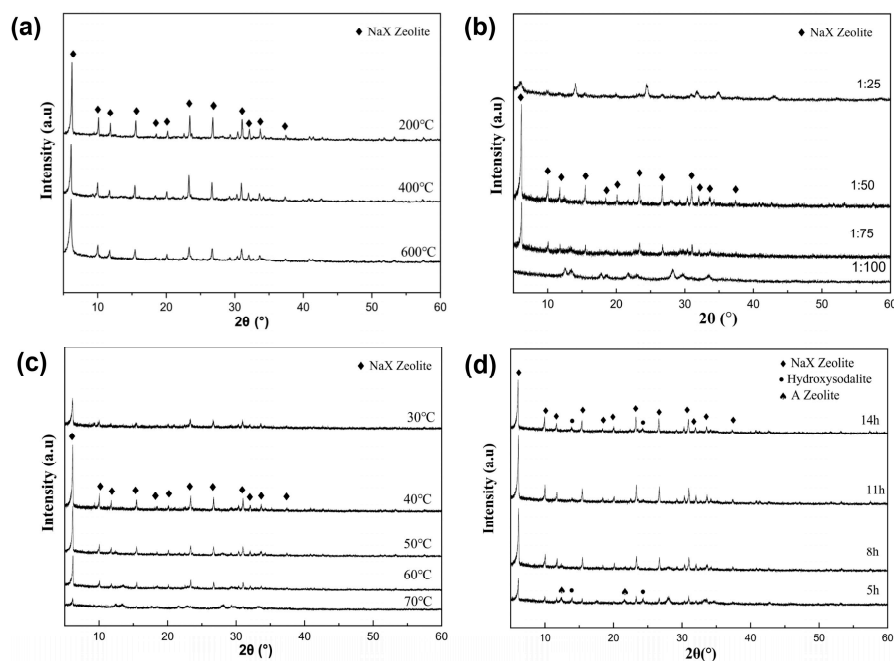 (a)
♦ NaX Zeolite
200℃
400℃
600℃
Intensity (a.u)
10 20 30 40 50 60
2θ (°)
(b)
♦ NaX Zeolite
1:25
1:50
1:75
1:100
Intensity (a.u)
10 20 30 40 50 60
2θ (°)
(c)
♦ NaX Zeolite
30℃
40℃
50℃
60℃
70℃
Intensity (a.u)
10 20 30 40 50 60
2θ (°)
(d)
♦ NaX Zeolite
• Hydroxysodalite
♠ A Zeolite
14h
11h
8h
5h
Intensity (a.u)
10 20 30 40 50 60
2θ(°)